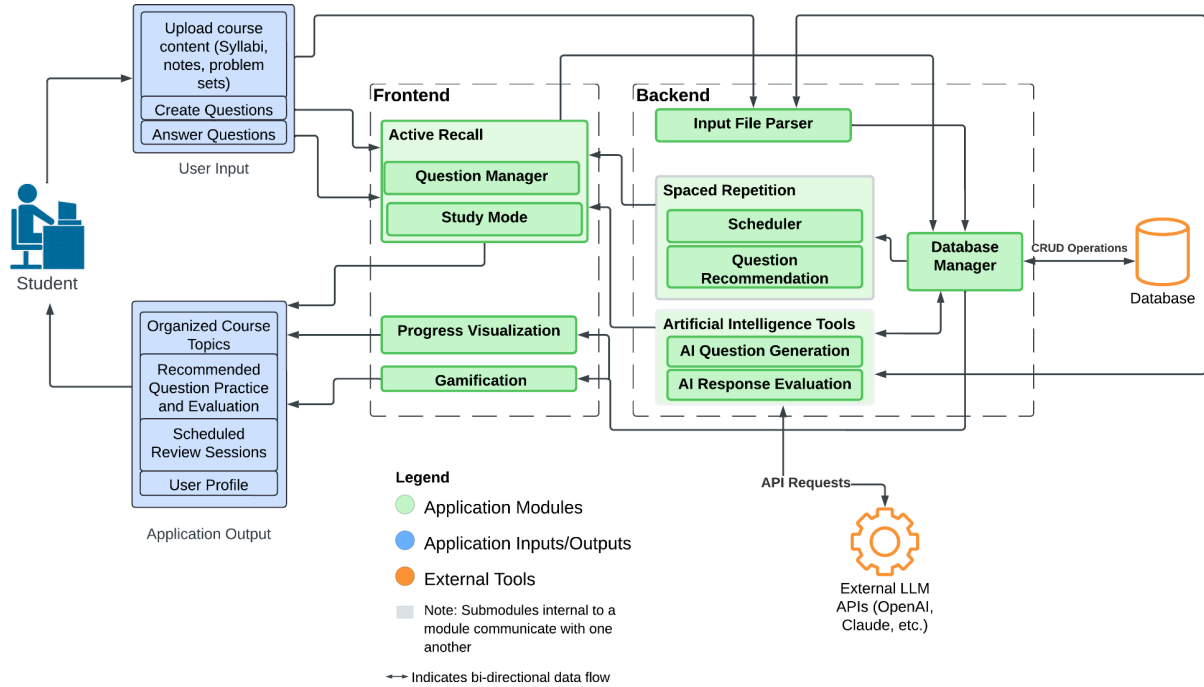 Upload course
content (Syllabi,
notes, problem
sets)
Create Questions
Answer Questions
User Input
Student
Organized Course
Topics
Recommended
Question Practice
and Evaluation
Scheduled
Review Sessions
User Profile
Application Output
Frontend
Active Recall
Question Manager
Study Mode
Progress Visualization
Gamification
Backend
Input File Parser
Spaced Repetition
Scheduler
Question
Recommendation
Database
Manager
Artificial Intelligence Tools
AI Question Generation
AI Response Evaluation
CRUD Operations
Database
API Requests
External LLM
APIs (OpenAI,
Claude, etc.)
Legend
Application Modules
Application Inputs/Outputs
External Tools
Note: Submodules internal to a
module communicate with one
another
Indicates bi-directional data flow